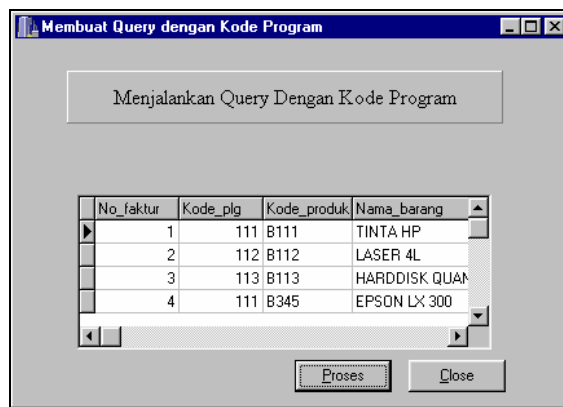 Membuat Query dengan Kode Program
Menjalankan Query Dengan Kode Program
No_faktur Kode_plg Kode_produk Nama_barang
1 111 B111 TINTA HP
2 112 B112 LASER 4L
3 113 B113 HARDDISK QUAN
4 111 B345 EPSON LX 300
Proses Close